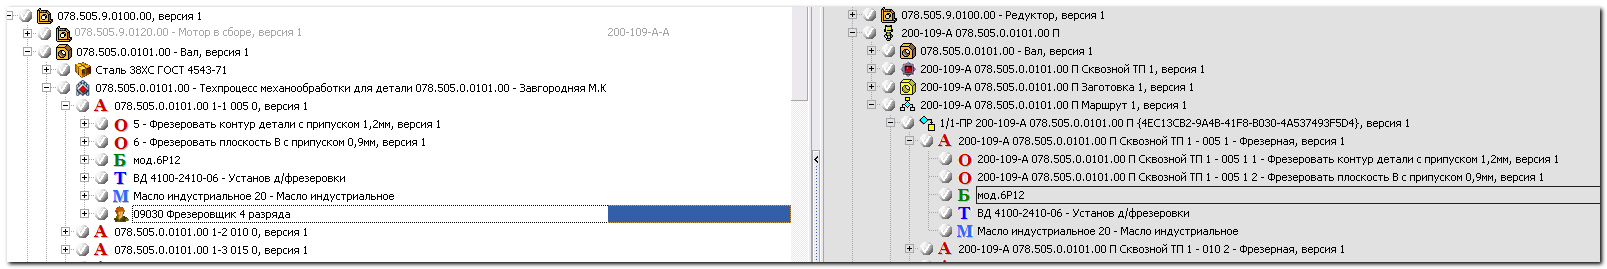 078.505.9.0100.00, версия 1
078.505.9.0120.00 - Мотор в сборе, версия 1 200-109-А-А
078.505.0.0101.00 - Вал, версия 1
Сталь 38ХС ГОСТ 4543-71
078.505.0.0101.00 - Техпроцесс механообработки для детали 078.505.0.0101.00 - Завгородняя М.К
А 078.505.0.0101.00 1-1 005 0, версия 1
О 5 - Фрезеровать контур детали с припуском 1,2мм, версия 1
О 6 - Фрезеровать плоскость В с припуском 0,9мм, версия 1
Б мод.6Р12
Т ВД 4100-2410-06 - Установ д/фрезеровки
М Масло индустриальное 20 - Масло индустриальное
09030 Фрезеровщик 4 разряда
А 078.505.0.0101.00 1-2 010 0, версия 1
А 078.505.0.0101.00 1-3 015 0, версия 1
078.505.9.0100.00 - Редуктор, версия 1
200-109-А 078.505.0.0101.00 П
078.505.0.0101.00 - Вал, версия 1
200-109-А 078.505.0.0101.00 П Сквозной ТП 1, версия 1
200-109-А 078.505.0.0101.00 П Заготовка 1, версия 1
200-109-А 078.505.0.0101.00 П Маршрут 1, версия 1
1/1-ПР 200-109-А 078.505.0.0101.00 П {4EC13CB2-9A4B-41F8-B030-4A537493F5D4}, версия 1
А 200-109-А 078.505.0.0101.00 П Сквозной ТП 1 - 005 1 - Фрезерная, версия 1
О 200-109-А 078.505.0.0101.00 П Сквозной ТП 1 - 005 1 1 - Фрезеровать контур детали с припуском 1,2мм, версия 1
О 200-109-А 078.505.0.0101.00 П Сквозной ТП 1 - 005 1 2 - Фрезеровать плоскость В с припуском 0,9мм, версия 1
Б мод.6Р12
Т ВД 4100-2410-06 - Установ д/фрезеровки
М Масло индустриальное 20 - Масло индустриальное
А 200-109-А 078.505.0.0101.00 П Сквозной ТП 1 - 010 2 - Фрезерная, версия 1